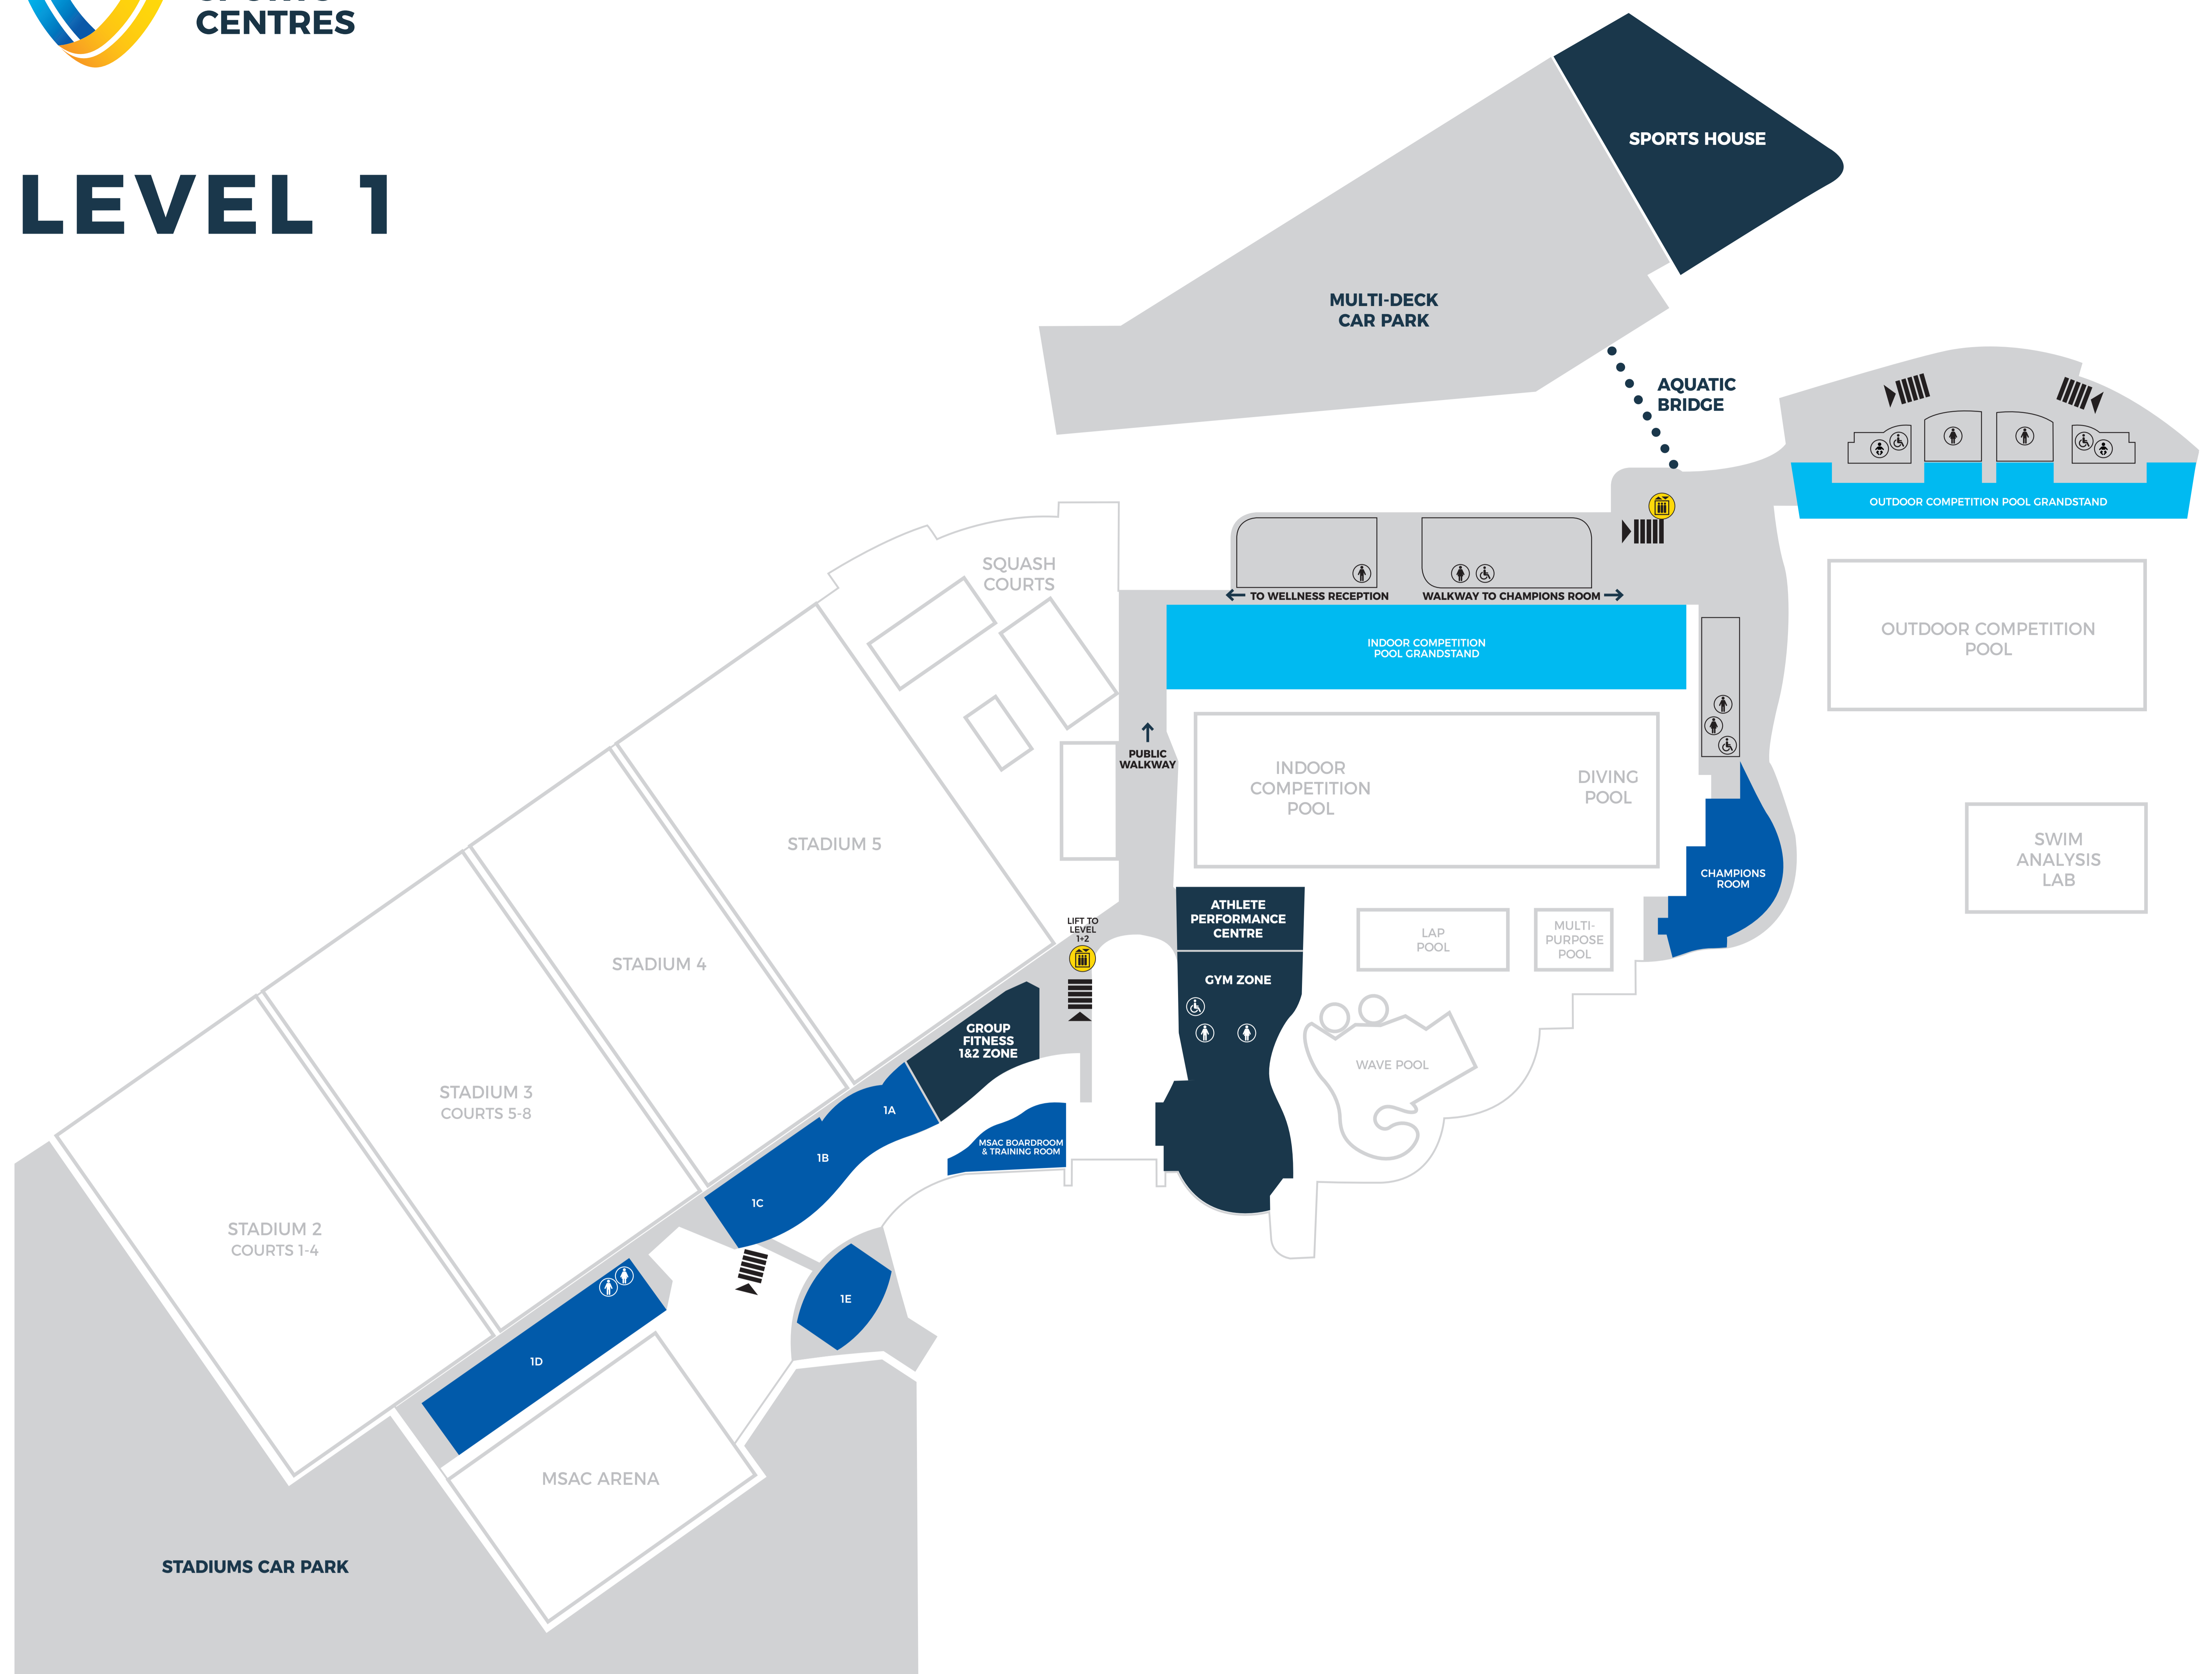 CENTRES
LEVEL 1
SPORTS HOUSE
MULTI-DECK
CAR PARK
AQUATIC
BRIDGE
OUTDOOR COMPETITION POOL GRANDSTAND
SQUASH
COURTS
TO WELLNESS RECEPTION
WALKWAY TO CHAMPIONS ROOM
INDOOR COMPETITION
POOL GRANDSTAND
OUTDOOR COMPETITION
POOL
PUBLIC
WALKWAY
INDOOR
COMPETITION
POOL
DIVING
POOL
STADIUM 5
SWIM
ANALYSIS
LAB
CHAMPIONS
ROOM
ATHLETE
PERFORMANCE
CENTRE
LIFT TO
LEVEL
1+2
LAP
POOL
MULTI-
PURPOSE
POOL
STADIUM 4
GYM ZONE
GROUP
FITNESS
1&2 ZONE
WAVE POOL
STADIUM 3
COURTS 5-8
1A
MSAC BOARDROOM
& TRAINING ROOM
1B
1C
STADIUM 2
COURTS 1-4
1E
1D
MSAC ARENA
STADIUMS CAR PARK